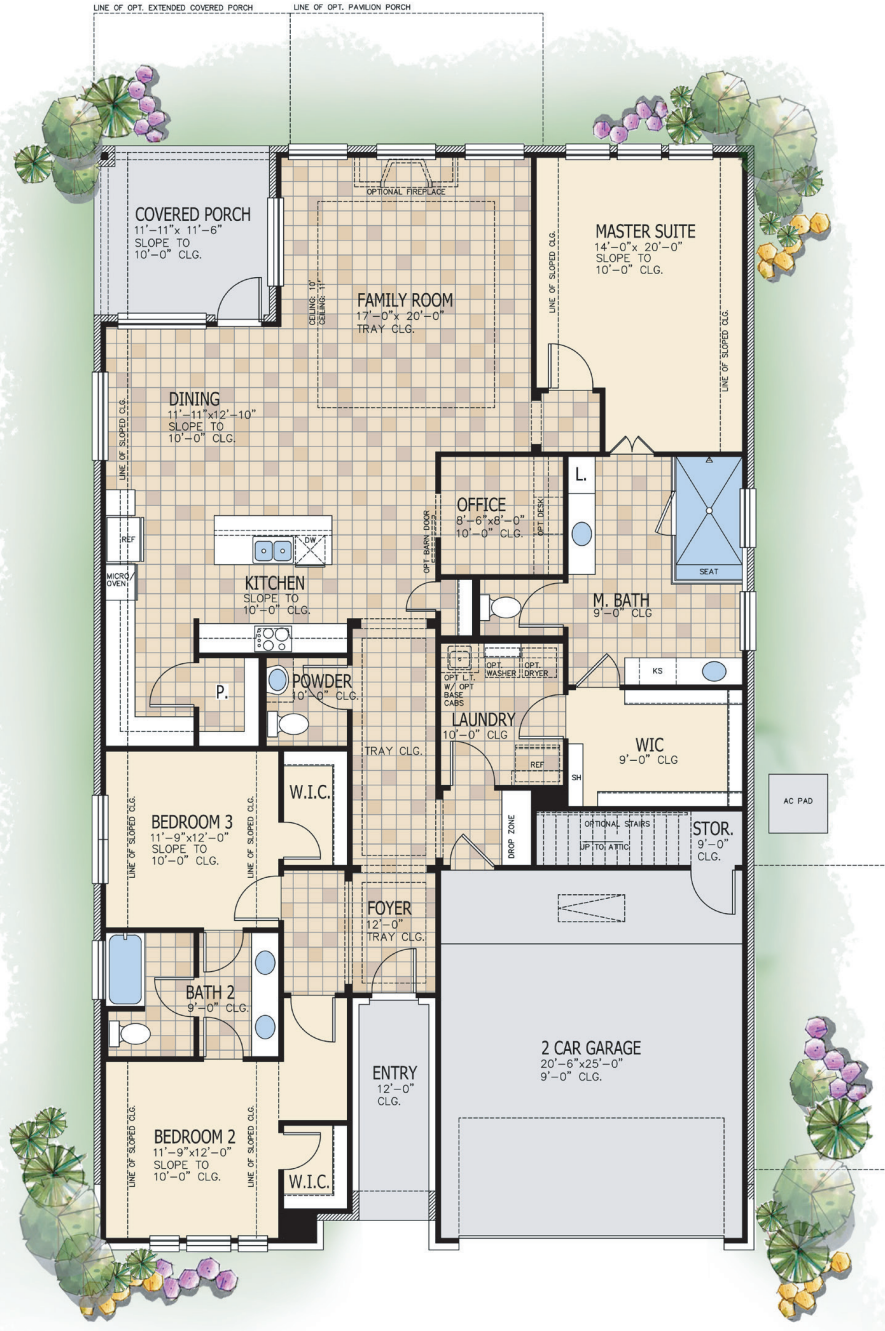 LINE OF OPT. EXTENDED COVERED PORCH
LINE OF OPT. PAVILION PORCH
COVERED PORCH
11'-11"x 11'-6"
SLOPE TO
10'-0" CLG.
OPTIONAL FIREPLACE
CEILING: 10'
CEILING: 11'
FAMILY ROOM
17'-0"x 20'-0"
TRAY CLG.
LINE OF SLOPED CLG.
MASTER SUITE
14'-0"x 20'-0"
SLOPE TO
10'-0" CLG.
LINE OF SLOPED CLG.
LINE OF SLOPED CLG.
DINING
11'-11"x12'-10"
SLOPE TO
10'-0" CLG.
OFFICE
8'-6"x8'-0"
10'-0" CLG.
OPT DESK
OPT BARN DOOR
L.
SEAT
REF
MICRO/
OVEN
DW
KITCHEN
SLOPE TO
10'-0" CLG.
M. BATH
9'-0" CLG
KS
P.
POWDER
10'-0" CLG.
OPT L.T.
W/ OPT
BASE
CABS
OPT.
WASHER
OPT.
DRYER
LAUNDRY
10'-0" CLG
REF
TRAY CLG.
WIC
9'-0" CLG
SH
AC PAD
LINE OF SLOPED CLG.
BEDROOM 3
11'-9"x12'-0"
SLOPE TO
10'-0" CLG.
LINE OF SLOPED CLG.
W.I.C.
DROP ZONE
OPTIONAL STAIRS
UP TO ATTIC
STOR.
9'-0"
CLG.
FOYER
12'-0"
TRAY CLG.
BATH 2
9'-0" CLG.
ENTRY
12'-0"
CLG.
2 CAR GARAGE
20'-6"x25'-0"
9'-0" CLG.
LINE OF SLOPED CLG.
BEDROOM 2
11'-9"x12'-0"
SLOPE TO
10'-0" CLG.
LINE OF SLOPED CLG.
W.I.C.